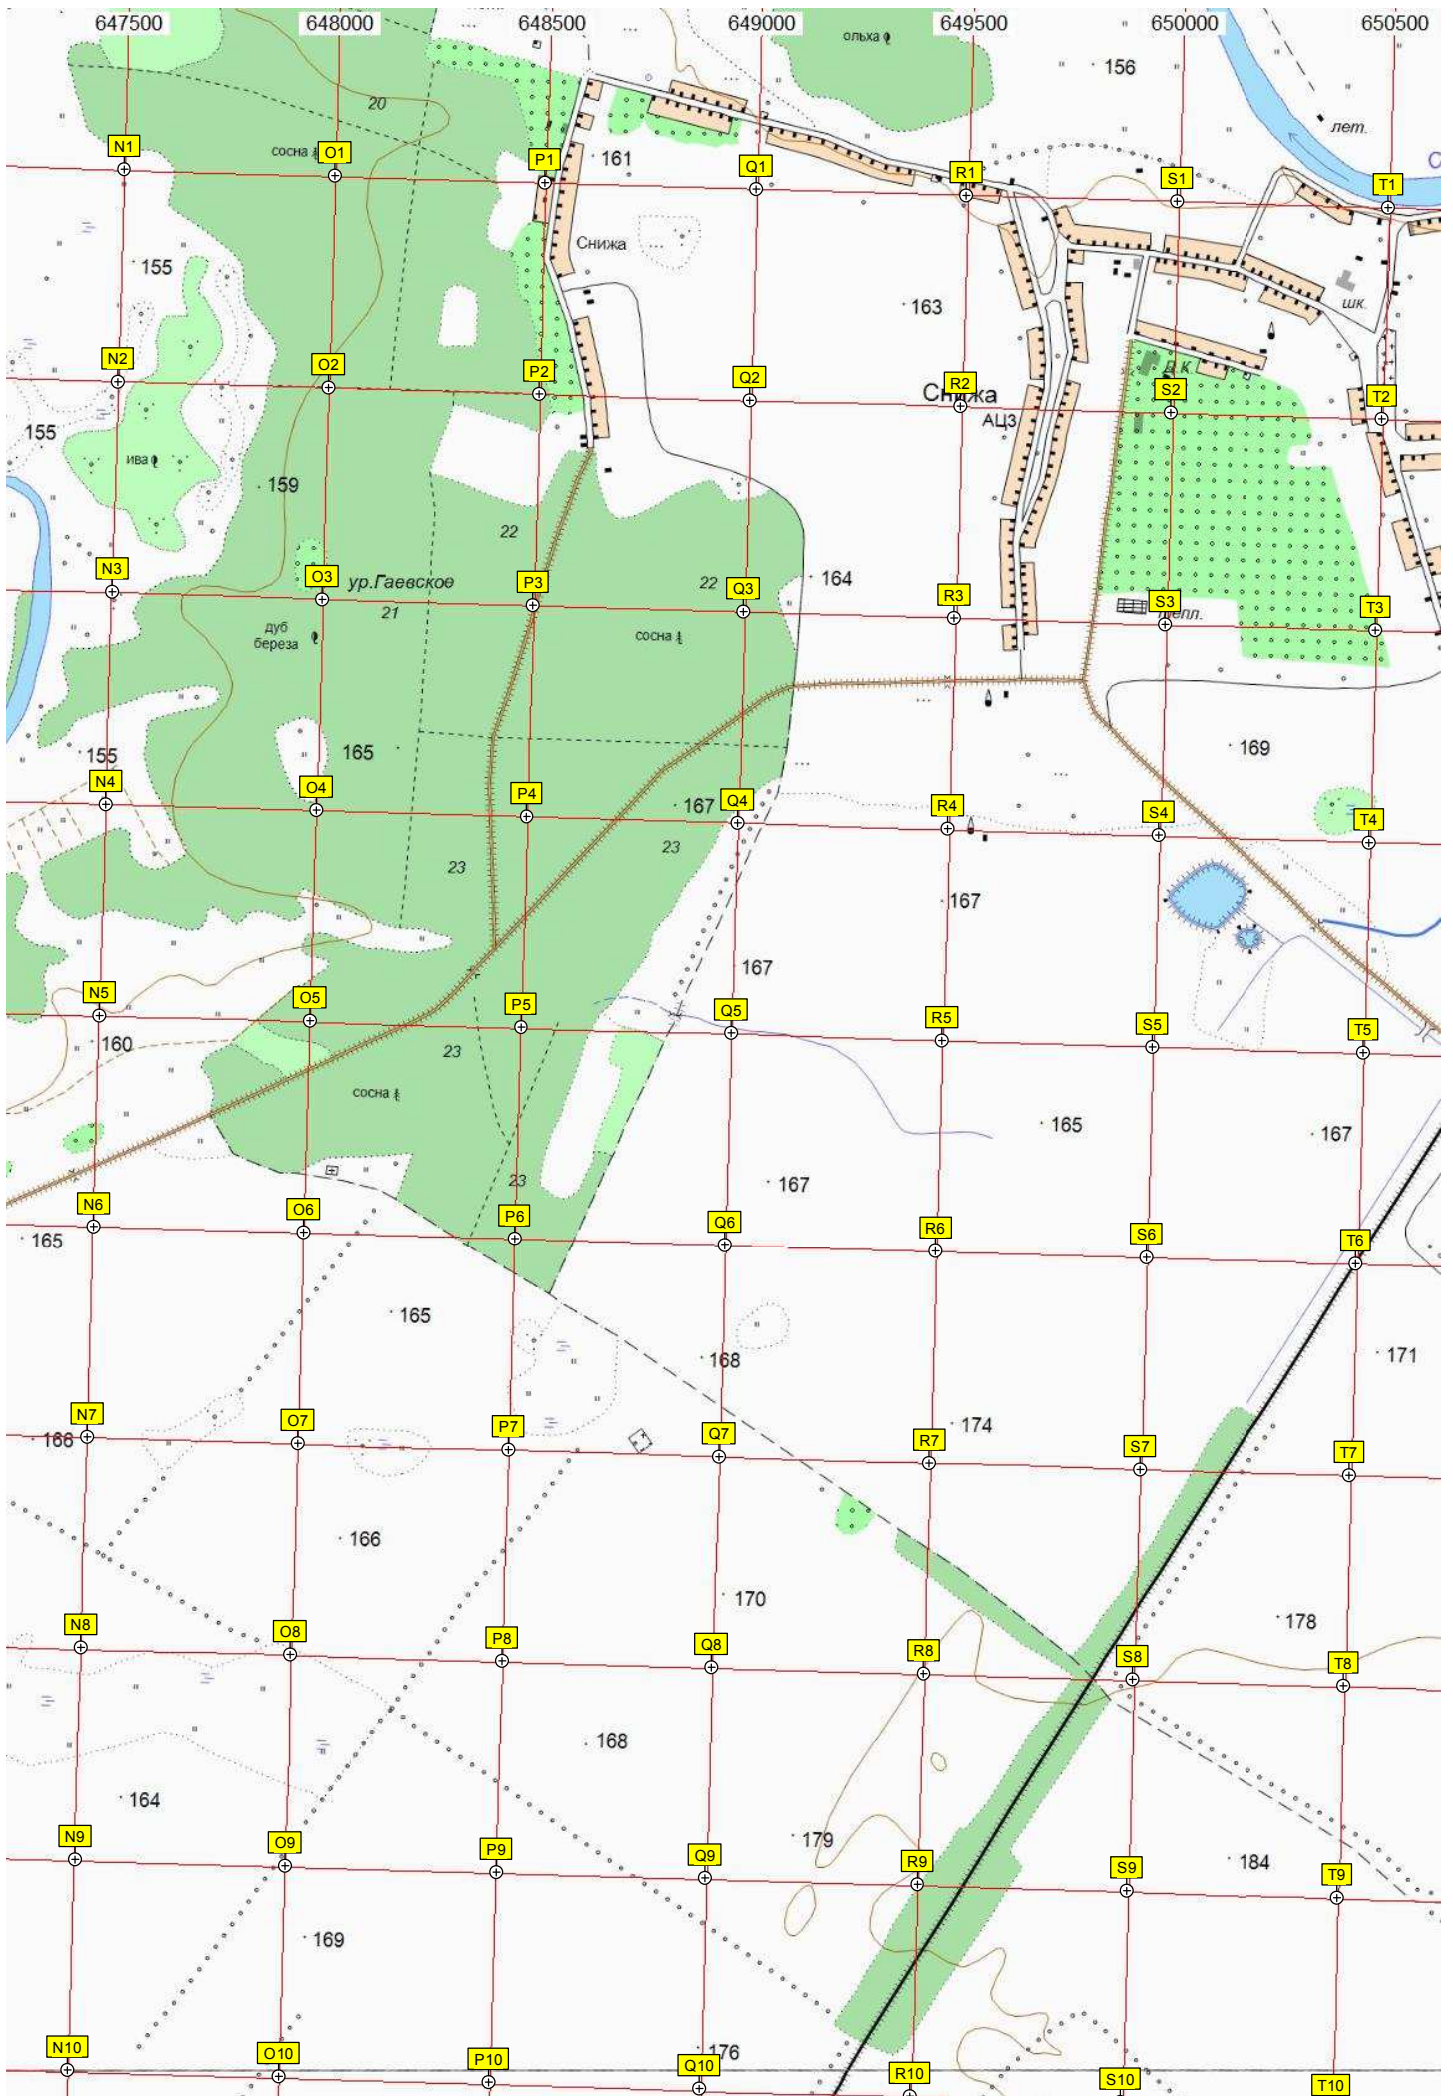 647500 648000 648500 649000 649500 650000 650500
ольха
156
20
лет.
сосна
161
N1 O1 P1 Q1 R1 S1 T1
С
Снижа
155
163
шк.
N2 O2 P2 Q2 R2 S2 T2
Д.К.
Снижа
АЦЗ
155
ива
159
22
N3 O3 P3 Q3 R3 S3 T3
ур.Гаевское
22
164
21
тепл.
дуб
береза
сосна
155
165
169
N4 O4 P4 Q4 R4 S4 T4
167
23
23
167
167
N5 O5 P5 Q5 R5 S5 T5
160
23
сосна
165
167
23
167
N6 O6 P6 Q6 R6 S6 T6
165
165
168
171
N7 O7 P7 Q7 R7 S7 T7
166
174
166
170
178
N8 O8 P8 Q8 R8 S8 T8
168
164
179
184
N9 O9 P9 Q9 R9 S9 T9
169
176
N10 O10 P10 Q10 R10 S10 T10